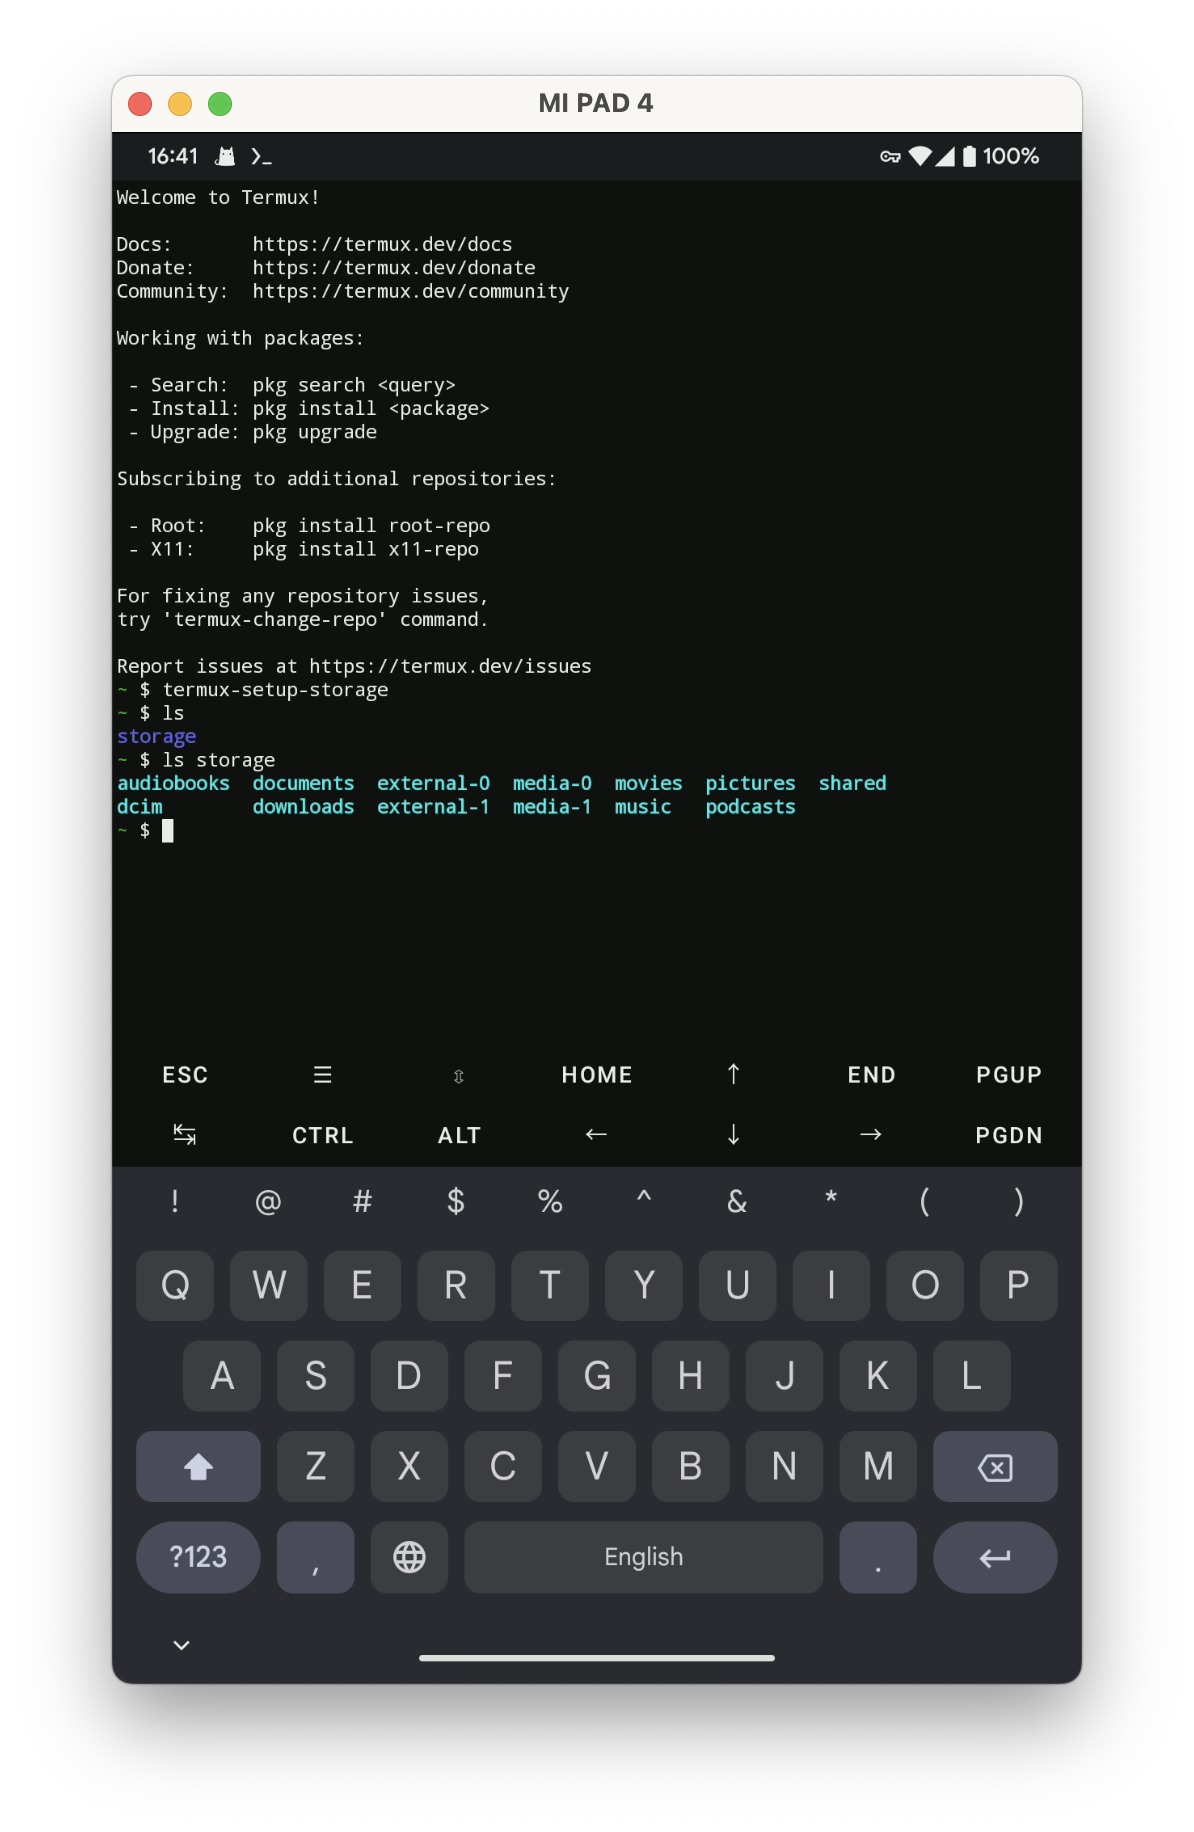 MI PAD 4
16:41 100%
Welcome to Termux!
Docs:       https://termux.dev/docs
Donate:     https://termux.dev/donate
Community:  https://termux.dev/community
Working with packages:
 - Search:  pkg search <query>
 - Install: pkg install <package>
 - Upgrade: pkg upgrade
Subscribing to additional repositories:
 - Root:    pkg install root-repo
 - X11:     pkg install x11-repo
For fixing any repository issues,
try 'termux-change-repo' command.
Report issues at https://termux.dev/issues
~ $ termux-setup-storage
~ $ ls
storage
~ $ ls storage
audiobooks  documents  external-0  media-0  movies  pictures  shared
dcim        downloads  external-1  media-1  music   podcasts
~ $
ESC ☰ ⇳ HOME ↑ END PGUP
↹ CTRL ALT ← ↓ → PGDN
! @ # $ % ^ & * ( )
Q W E R T Y U I O P
A S D F G H J K L
Z X C V B N M
?123 , English .